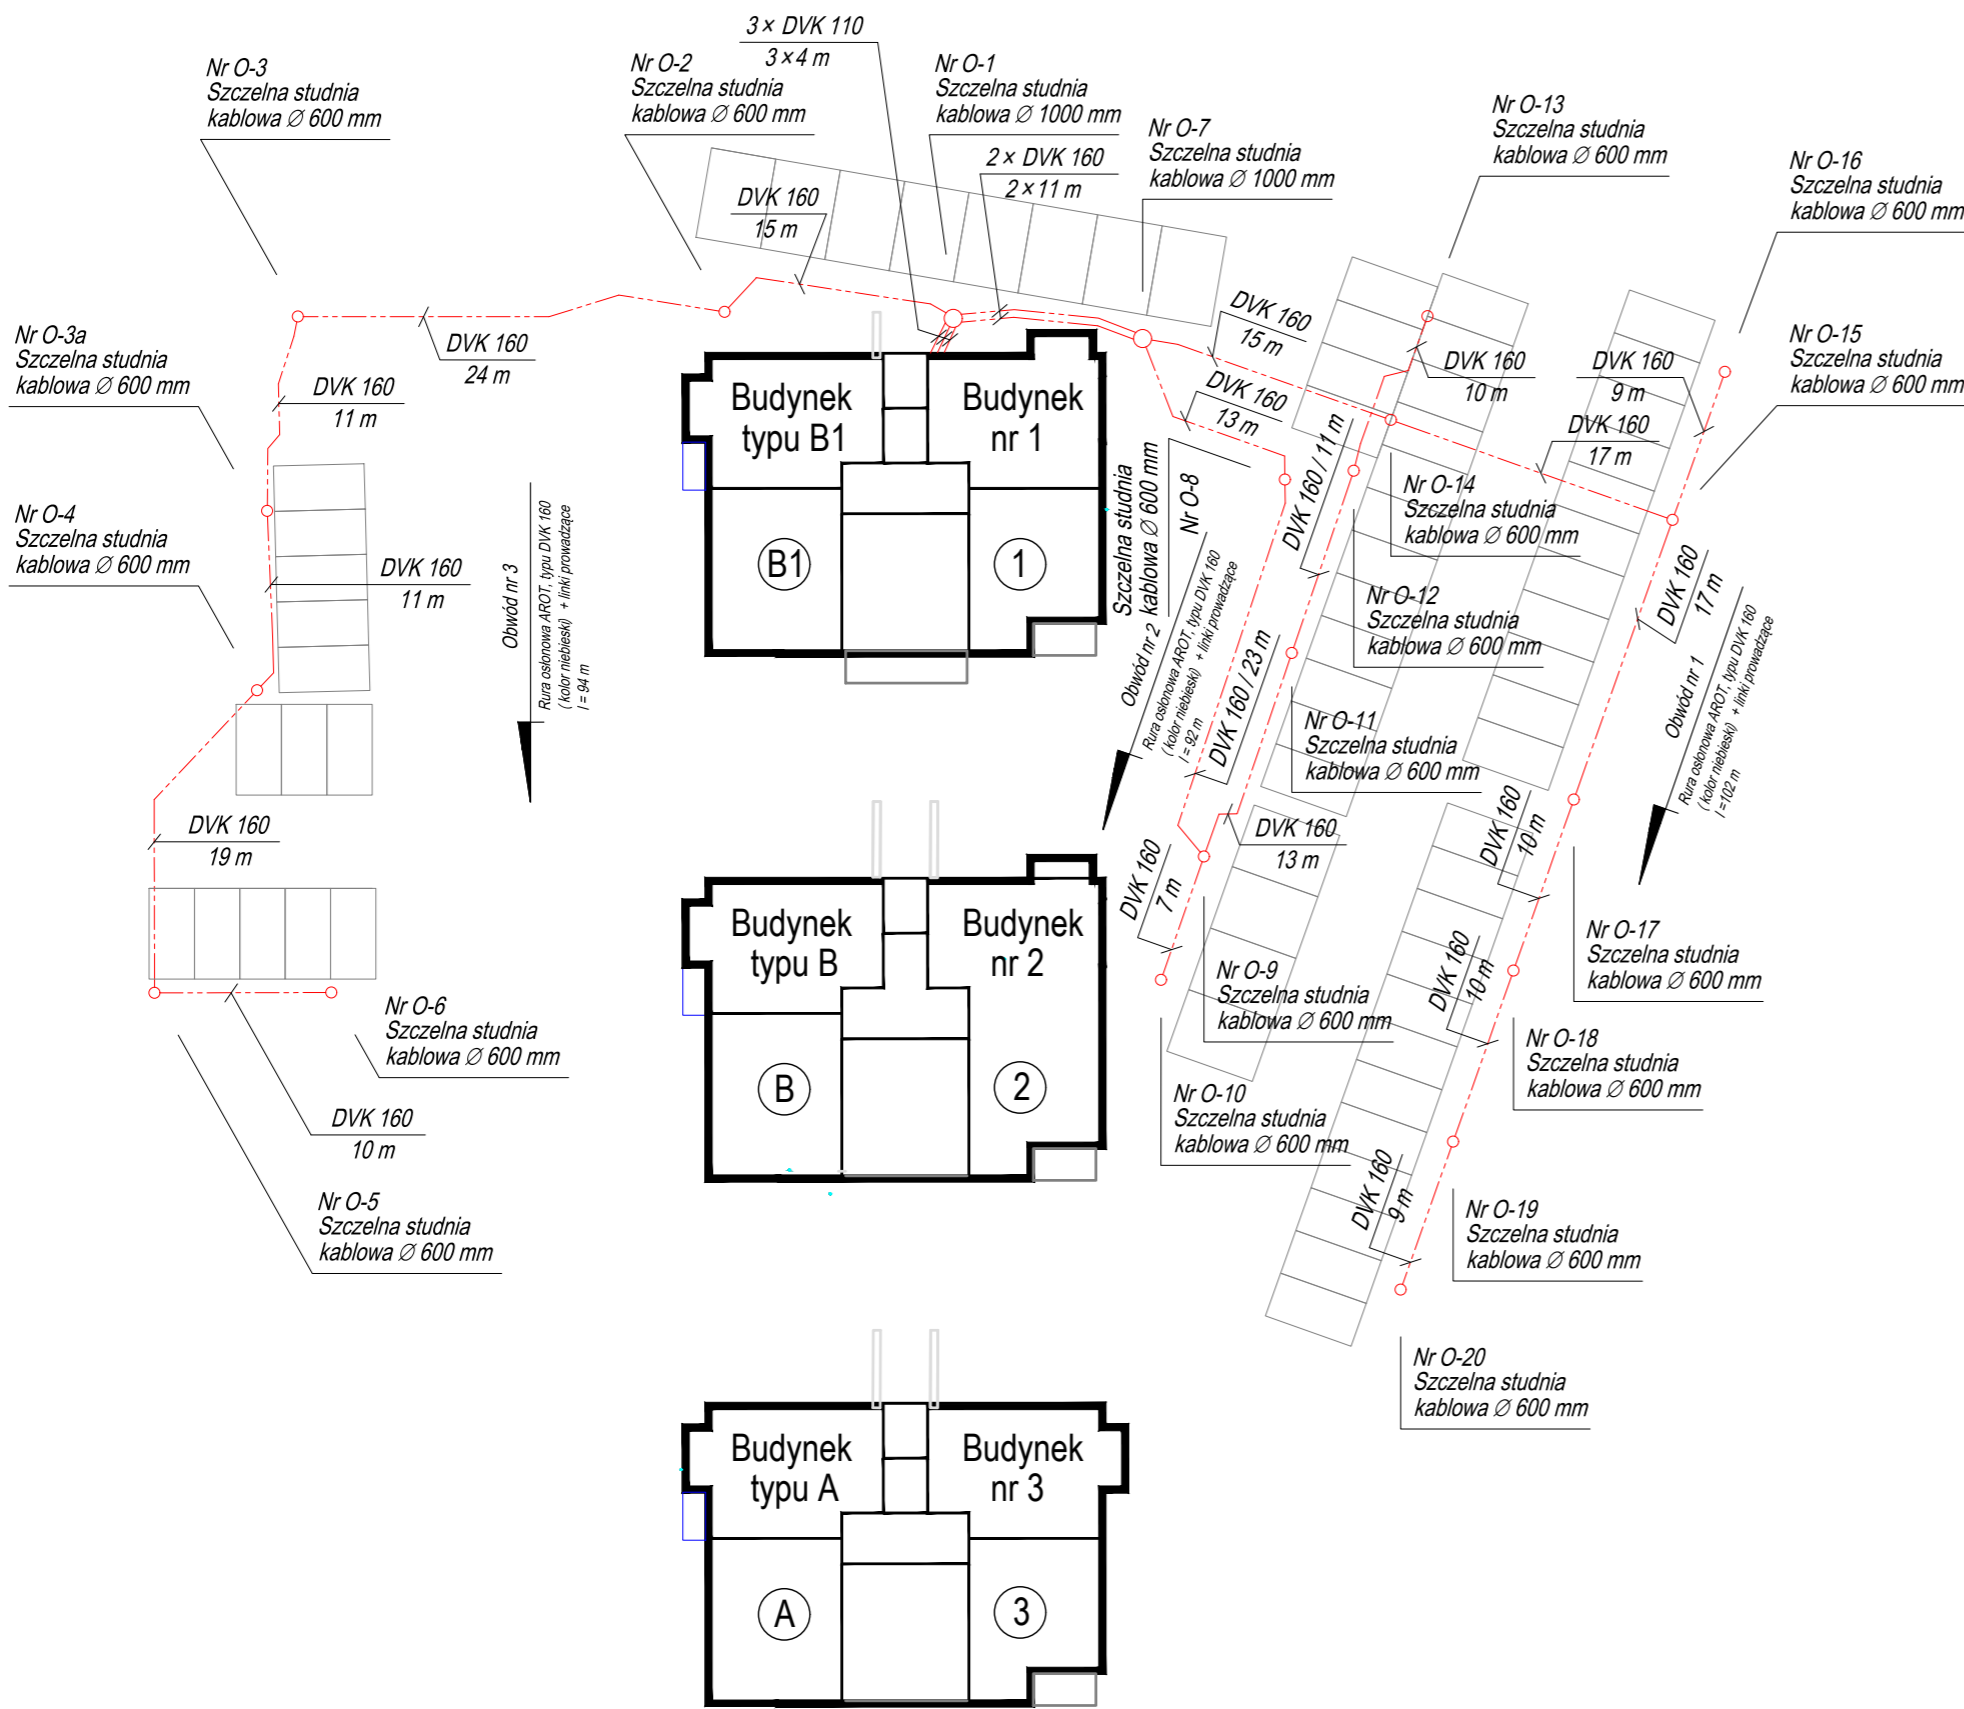 3 × DVK 110
3 × 4 m
Nr O-3
Szczelna studnia
kablowa Ø 600 mm
Nr O-2
Szczelna studnia
kablowa Ø 600 mm
Nr O-1
Szczelna studnia
kablowa Ø 1000 mm
2 × DVK 160
2 × 11 m
Nr O-7
Szczelna studnia
kablowa Ø 1000 mm
Nr O-13
Szczelna studnia
kablowa Ø 600 mm
Nr O-16
Szczelna studnia
kablowa Ø 600 mm
DVK 160
15 m
DVK 160
15 m
Nr O-3a
Szczelna studnia
kablowa Ø 600 mm
DVK 160
24 m
DVK 160
11 m
DVK 160
13 m
DVK 160
10 m
DVK 160
9 m
Nr O-15
Szczelna studnia
kablowa Ø 600 mm
DVK 160
17 m
Budynek
typu B1
Budynek
nr 1
B1
1
Nr O-8
Szczelna studnia
kablowa Ø 600 mm
DVK 160 / 11 m
Nr O-14
Szczelna studnia
kablowa Ø 600 mm
Nr O-4
Szczelna studnia
kablowa Ø 600 mm
DVK 160
11 m
Obwód nr 3
Rura osłonowa AROT, typu DVK 160
( kolor niebieski) + linki prowadzące
l = 94 m
Obwód nr 2
Rura osłonowa AROT, typu DVK 160
( kolor niebieski) + linki prowadzące
l = 92 m
DVK 160 / 23 m
Nr O-12
Szczelna studnia
kablowa Ø 600 mm
DVK 160
17 m
Obwód nr 1
Rura osłonowa AROT, typu DVK 160
( kolor niebieski) + linki prowadzące
l =102 m
Nr O-11
Szczelna studnia
kablowa Ø 600 mm
DVK 160
19 m
DVK 160
13 m
DVK 160
7 m
DVK 160
10 m
Budynek
typu B
Budynek
nr 2
B
2
Nr O-9
Szczelna studnia
kablowa Ø 600 mm
DVK 160
10 m
Nr O-17
Szczelna studnia
kablowa Ø 600 mm
Nr O-6
Szczelna studnia
kablowa Ø 600 mm
Nr O-18
Szczelna studnia
kablowa Ø 600 mm
Nr O-10
Szczelna studnia
kablowa Ø 600 mm
DVK 160
10 m
DVK 160
9 m
Nr O-5
Szczelna studnia
kablowa Ø 600 mm
Nr O-19
Szczelna studnia
kablowa Ø 600 mm
Nr O-20
Szczelna studnia
kablowa Ø 600 mm
Budynek
typu A
Budynek
nr 3
A
3